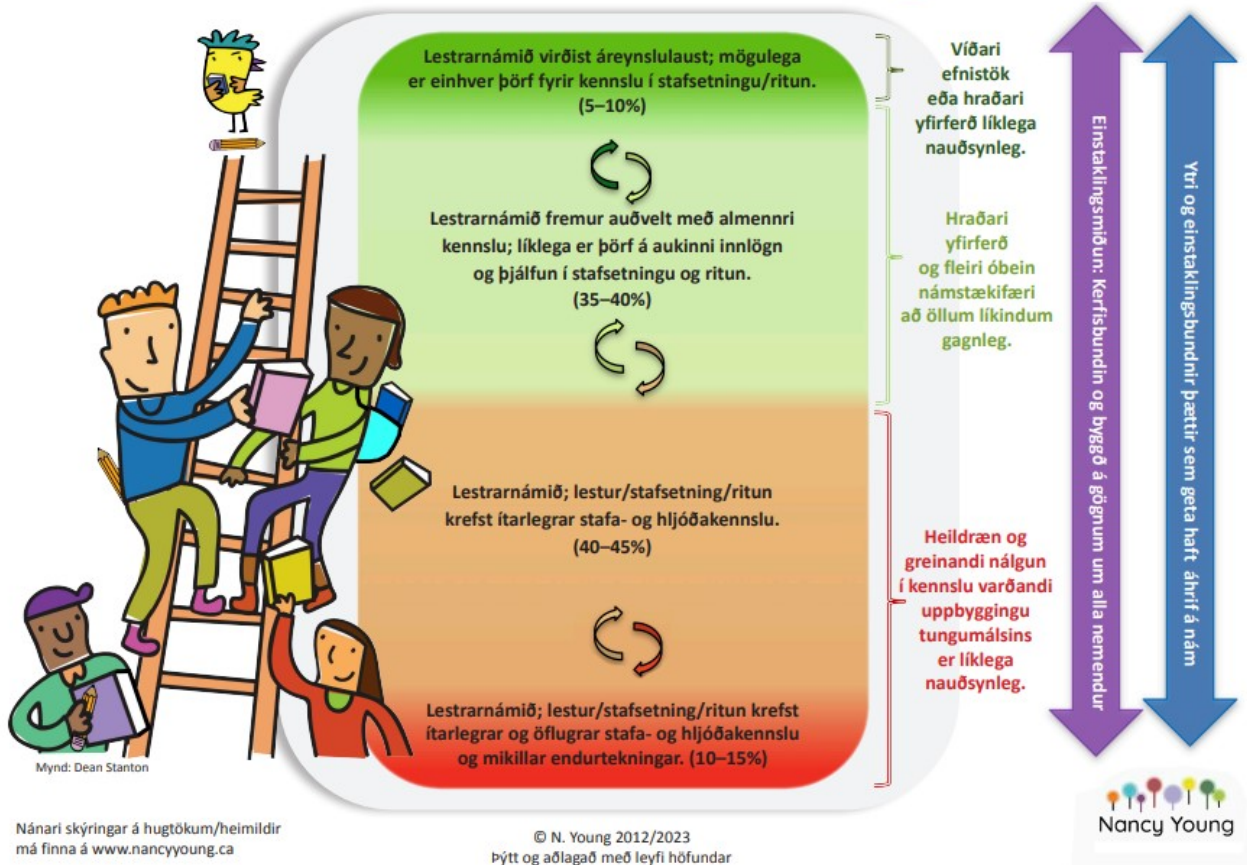 Lestrarnámið virðist áreynslulaust; mögulega
er einhver þörf fyrir kennslu í stafsetningu/ritun.
(5–10%)
Lestrarnámið fremur auðvelt með almennri
kennslu; líklega er þörf á aukinni innlögn
og þjálfun í stafsetningu og ritun.
(35–40%)
Lestrarnámið; lestur/stafsetning/ritun
krefst ítarlegrar stafa- og hljóðakennslu.
(40–45%)
Lestrarnámið; lestur/stafsetning/ritun krefst
ítarlegrar og öflugrar stafa- og hljóðakennslu
og mikillar endurtekningar. (10–15%)
Víðari
efnistök
eða hraðari
yfirferð líklega
nauðsynleg.
Hraðari
yfirferð
og fleiri óbein
námstækifæri
að öllum líkindum
gagnleg.
Heildræn og
greinandi nálgun
í kennslu varðandi
uppbyggingu
tungumálsins
er líklega
nauðsynleg.
Einstaklingsmiðun: Kerfisbundin og byggð á gögnum um alla nemendur
Ytri og einstaklingsbundnir þættir sem geta haft áhrif á nám
Mynd: Dean Stanton
Nánari skýringar á hugtökum/heimildir
má finna á www.nancyyoung.ca
© N. Young 2012/2023
Þýtt og aðlagað með leyfi höfundar
Nancy Young